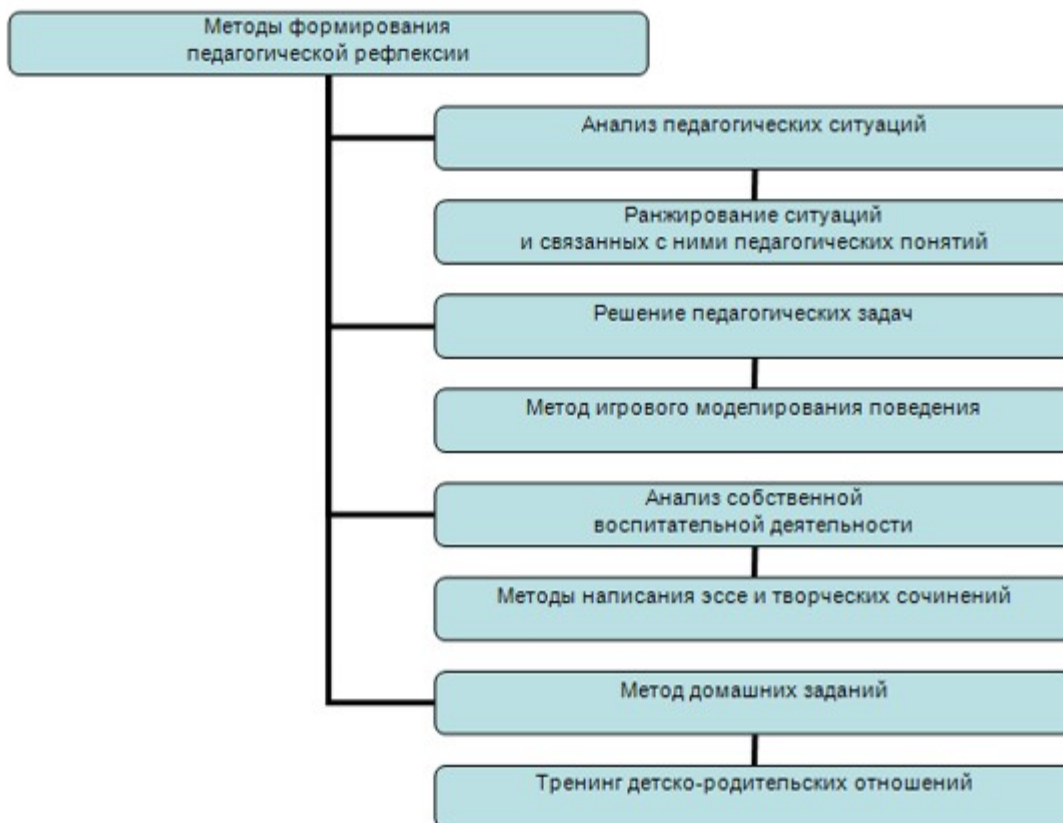 Методы формирования
педагогической рефлексии
Анализ педагогических ситуаций
Ранжирование ситуаций
и связанных с ними педагогических понятий
Решение педагогических задач
Метод игрового моделирования поведения
Анализ собственной
воспитательной деятельности
Методы написания эссе и творческих сочинений
Метод домашних заданий
Тренинг детско-родительских отношений